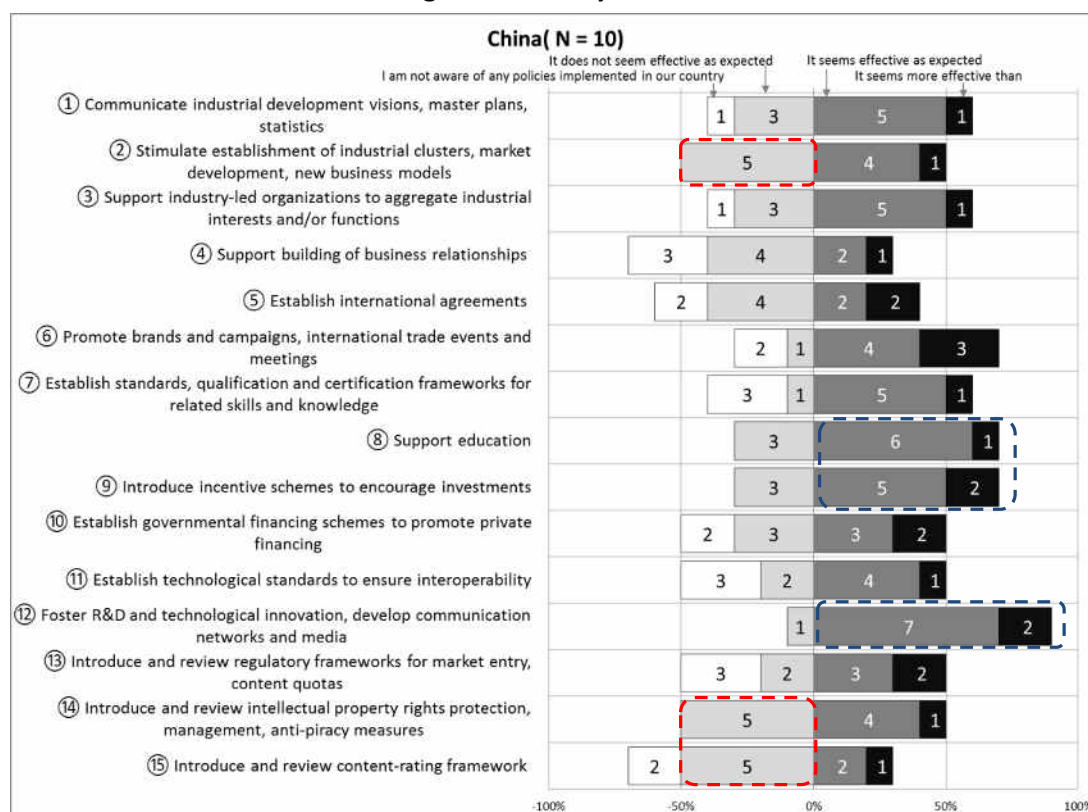 China( N = 10)
It does not seem effective as expected
It seems effective as expected
I am not aware of any policies implemented in our country
It seems more effective than
① Communicate industrial development visions, master plans,
statistics
1 3 5 1
② Stimulate establishment of industrial clusters, market
development, new business models
5 4 1
③ Support industry-led organizations to aggregate industrial
interests and/or functions
1 3 5 1
④ Support building of business relationships
3 4 2 1
⑤ Establish international agreements
2 4 2 2
⑥ Promote brands and campaigns, international trade events and
meetings
2 1 4 3
⑦ Establish standards, qualification and certification frameworks for
related skills and knowledge
3 1 5 1
⑧ Support education
3 6 1
⑨ Introduce incentive schemes to encourage investments
3 5 2
⑩ Establish governmental financing schemes to promote private
financing
2 3 3 2
⑪ Establish technological standards to ensure interoperability
3 2 4 1
⑫ Foster R&D and technological innovation, develop communication
networks and media
1 7 2
⑬ Introduce and review regulatory frameworks for market entry,
content quotas
3 2 3 2
⑭ Introduce and review intellectual property rights protection,
management, anti-piracy measures
5 4 1
⑮ Introduce and review content-rating framework
2 5 2 1
-100% -50% 0% 50% 100%